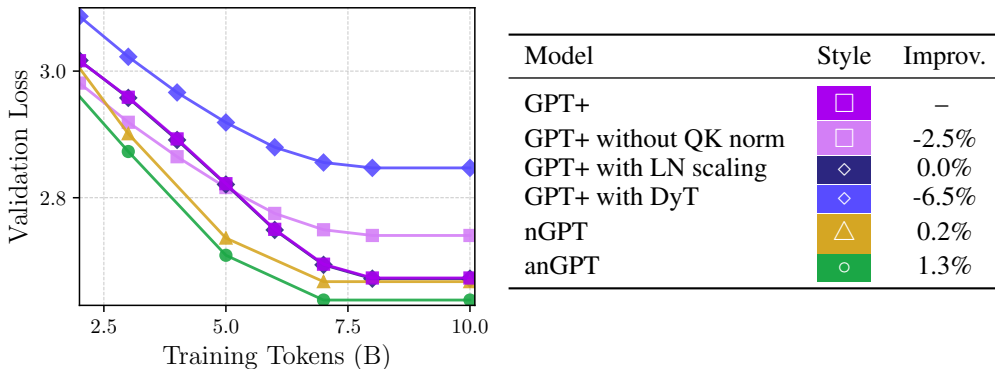 Validation Loss
3.0
2.8
2.5
5.0
7.5
10.0
Training Tokens (B)
Model Style Improv.
GPT+ –
GPT+ without QK norm -2.5%
GPT+ with LN scaling 0.0%
GPT+ with DyT -6.5%
nGPT 0.2%
anGPT 1.3%